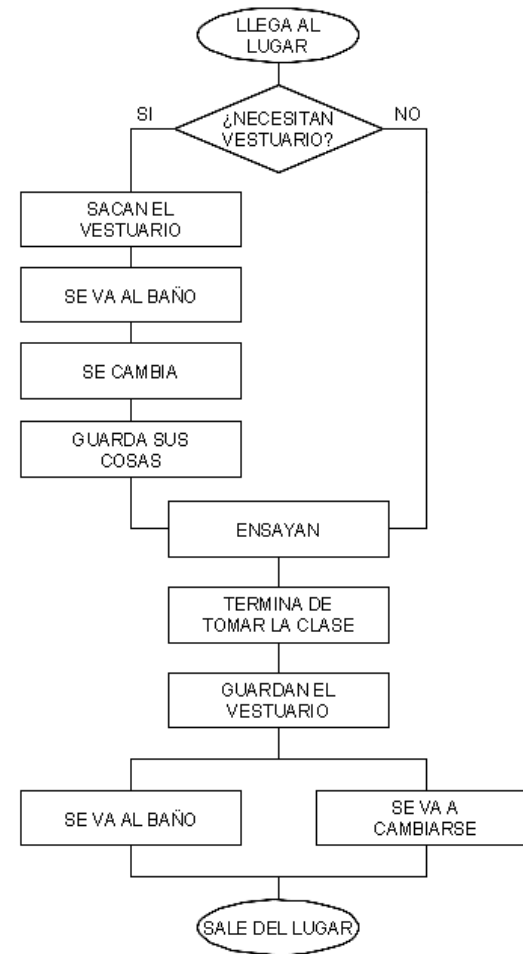 LLEGA AL
LUGAR
SI
¿NECESITAN
VESTUARIO?
NO
SACAN EL
VESTUARIO
SE VA AL BAÑO
SE CAMBIA
GUARDA SUS
COSAS
ENSAYAN
TERMINA DE
TOMAR LA CLASE
GUARDAN EL
VESTUARIO
SE VA AL BAÑO
SE VA A
CAMBIARSE
SALE DEL LUGAR